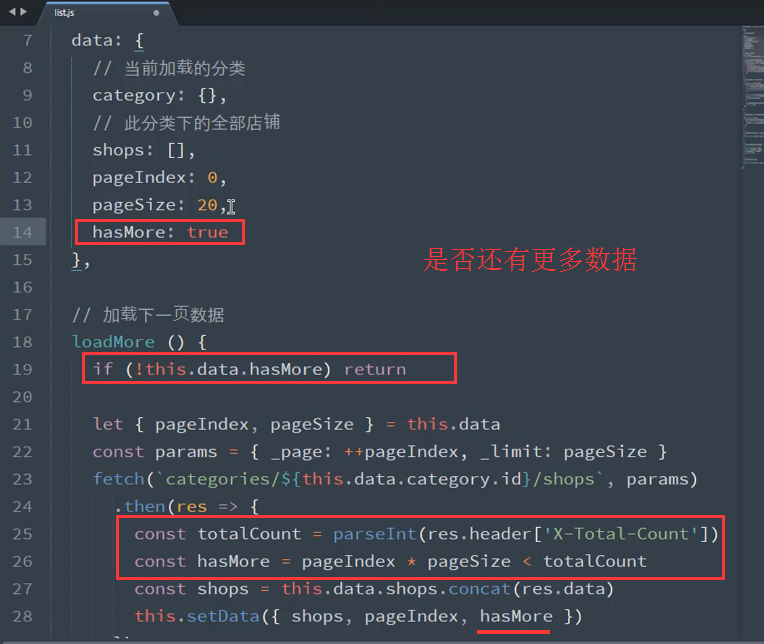 list.js
7 data: {
8 // 当前加载的分类
9 category: {},
10 // 此分类下的全部店铺
11 shops: [],
12 pageIndex: 0,
13 pageSize: 20,
14 hasMore: true
15 },
是否还有更多数据
16
17 // 加载下一页数据
18 loadMore () {
19 if (!this.data.hasMore) return
20
21 let { pageIndex, pageSize } = this.data
22 const params = { _page: ++pageIndex, _limit: pageSize }
23 fetch(`categories/${this.data.category.id}/shops`, params)
24 .then(res => {
25 const totalCount = parseInt(res.header['X-Total-Count'])
26 const hasMore = pageIndex * pageSize < totalCount
27 const shops = this.data.shops.concat(res.data)
28 this.setData({ shops, pageIndex, hasMore })